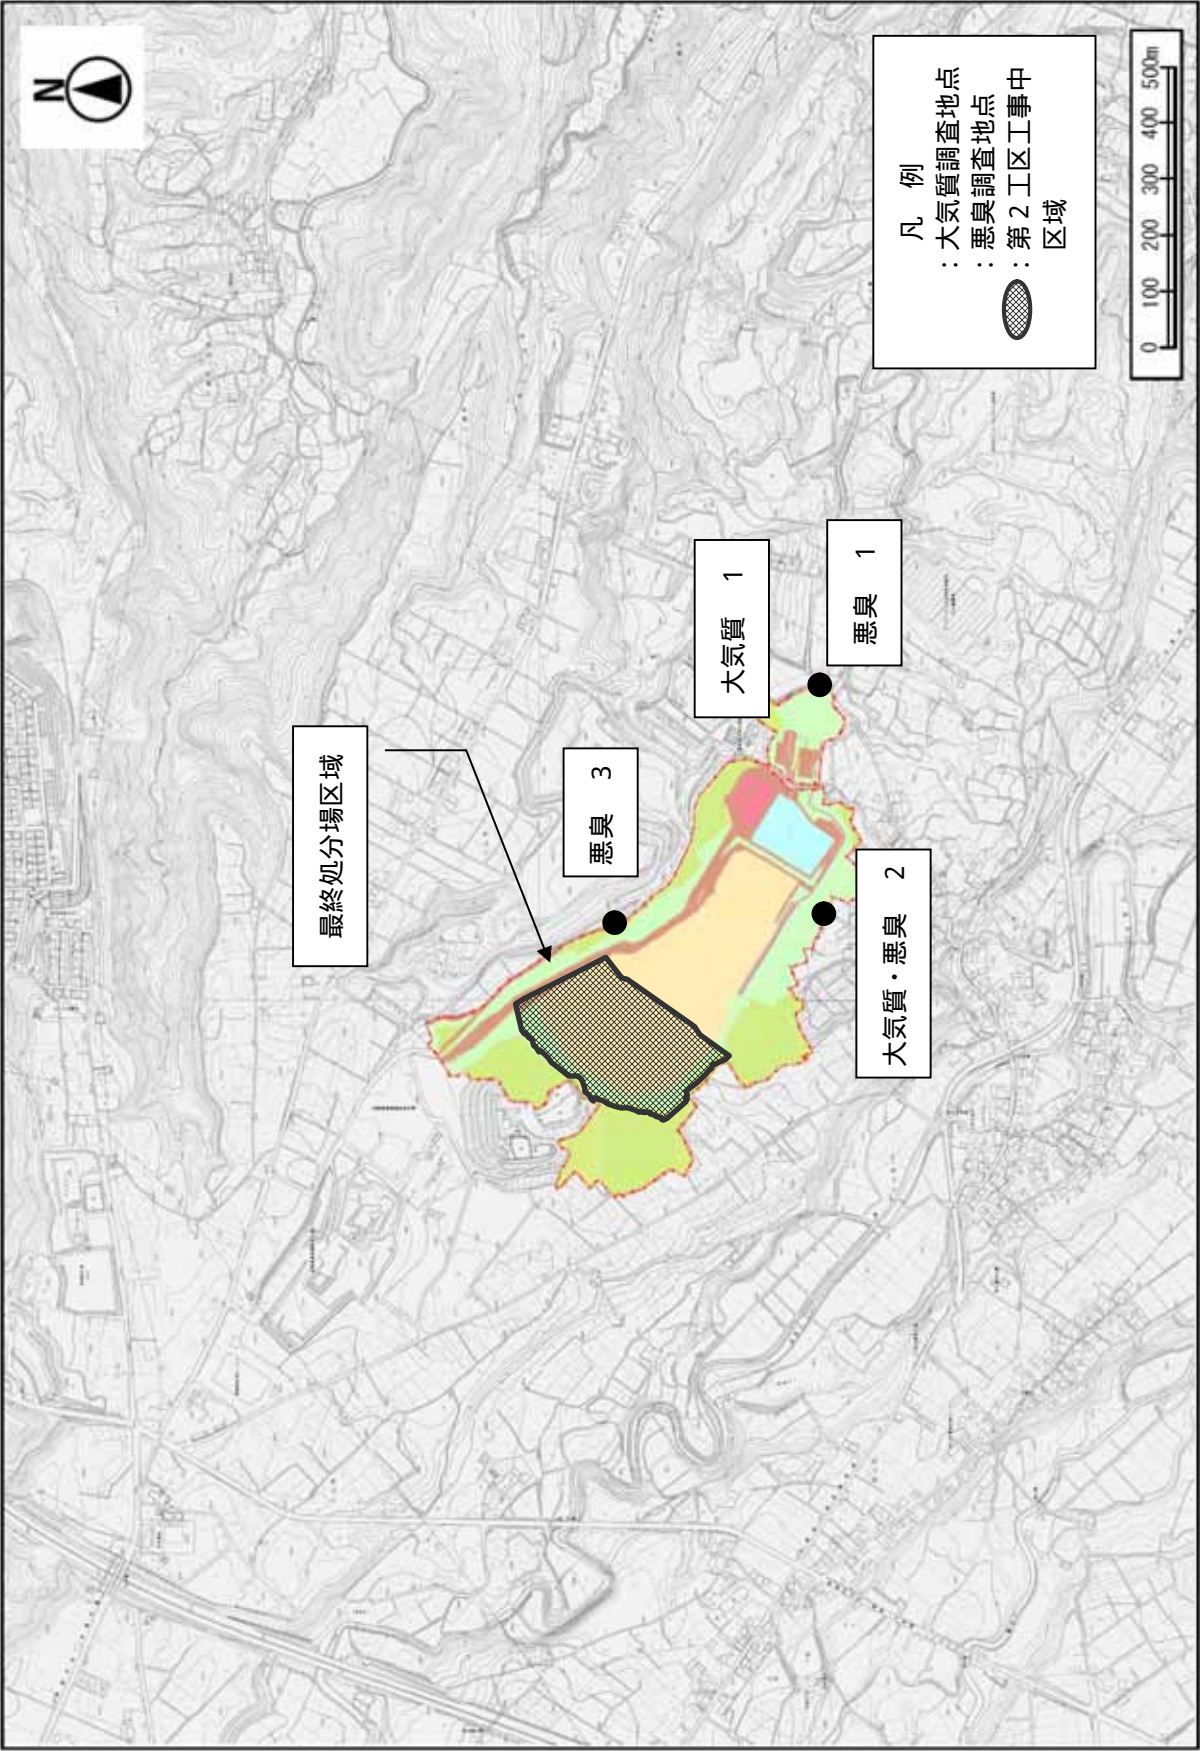 N
凡　例
：大気質調査地点
：悪臭調査地点
：第２工区工事中
区域
0 100 200 300 400 500m
最終処分場区域
悪臭　3
大気質　1
悪臭　1
大気質・悪臭　2